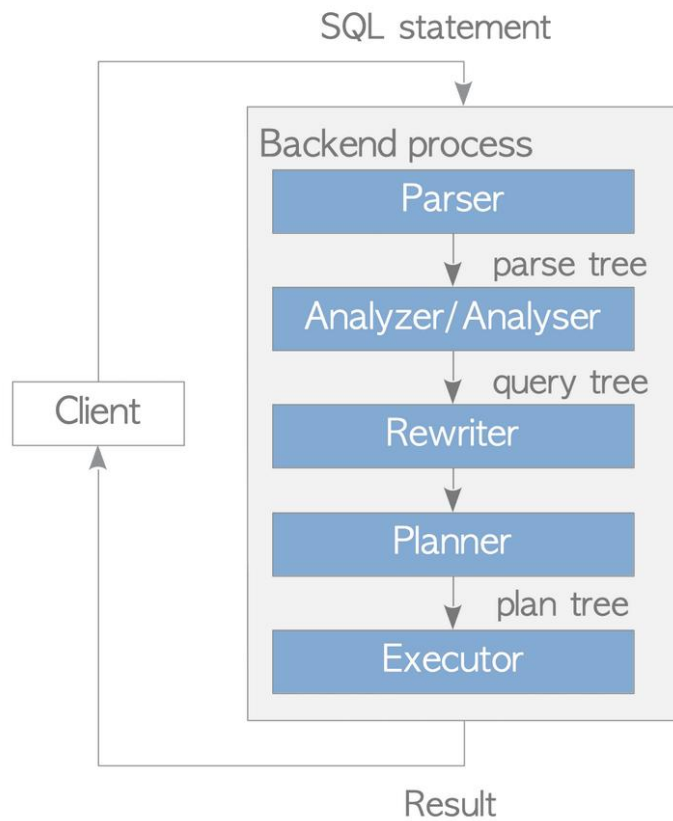 SQL statement
Backend process
Parser
parse tree
Analyzer/Analyser
query tree
Client
Rewriter
Planner
plan tree
Executor
Result